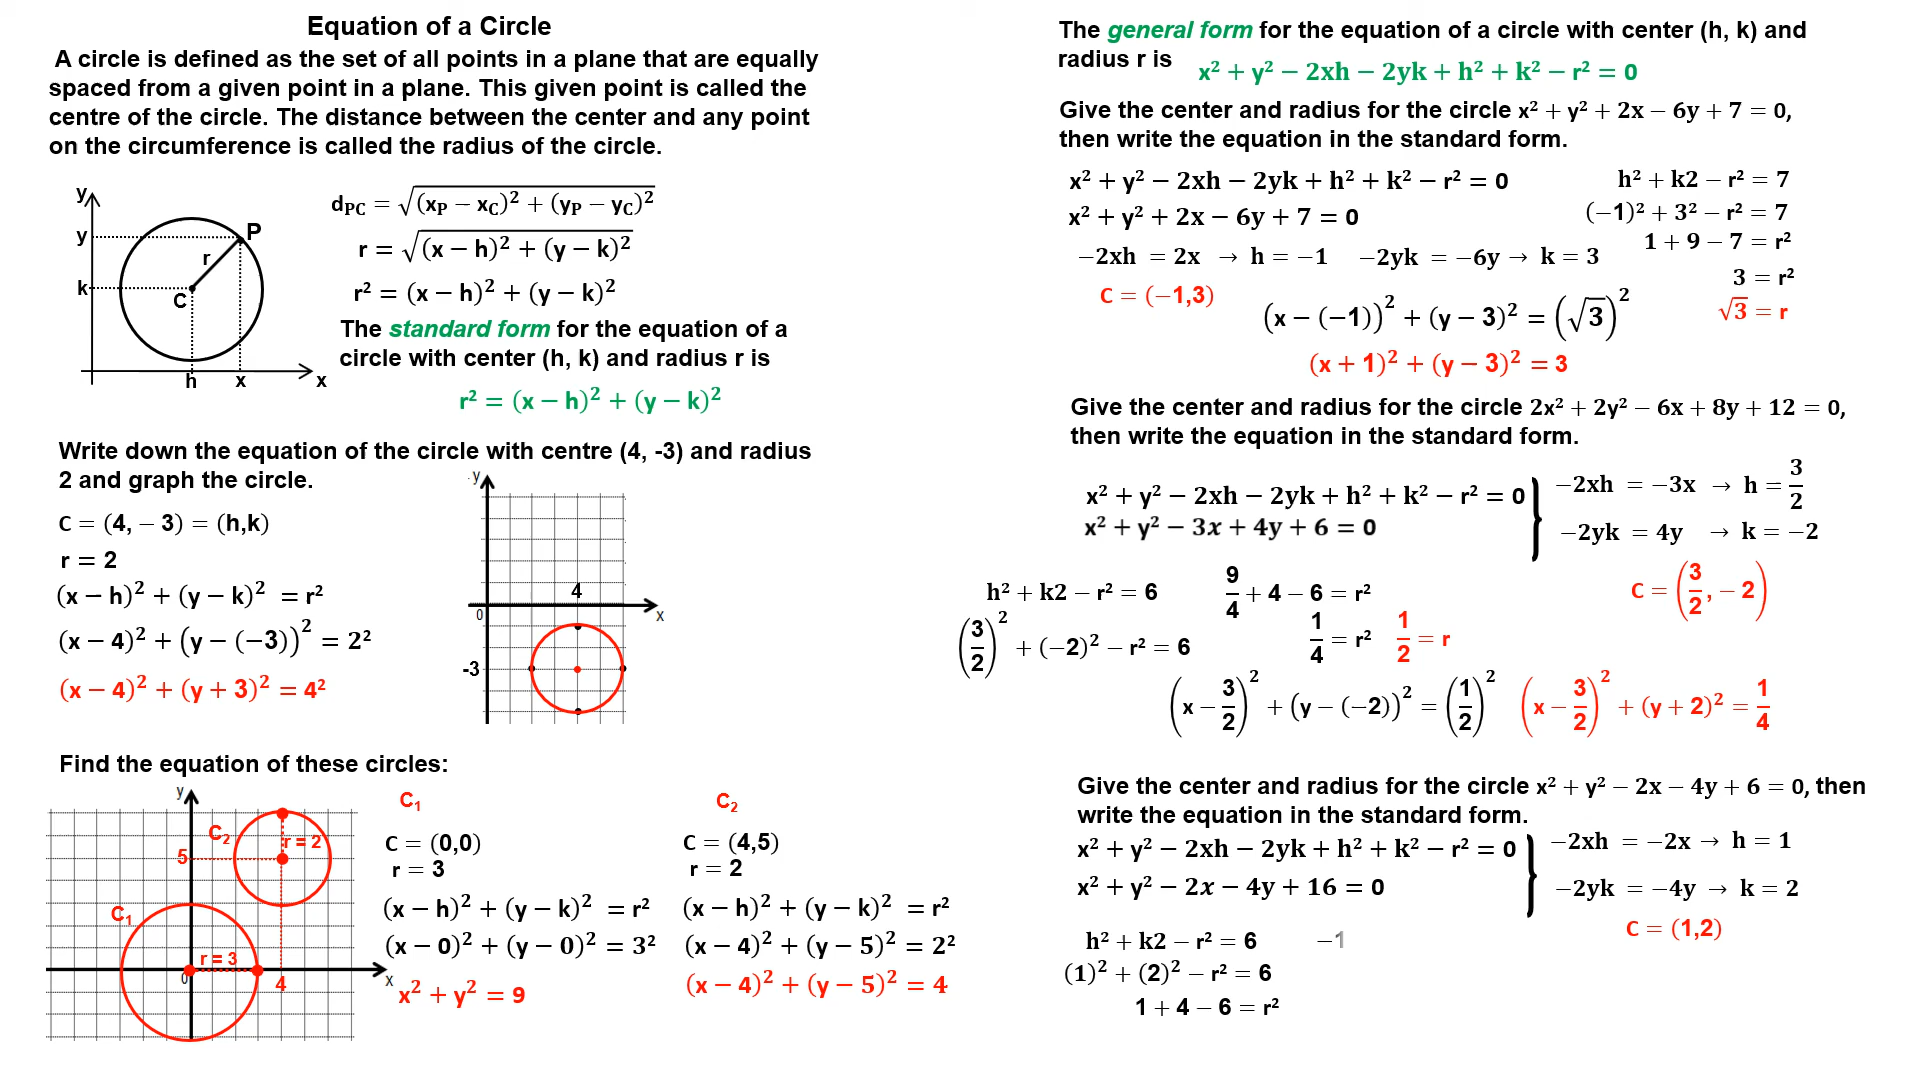 Equation of a Circle
A circle is defined as the set of all points in a plane that are equally
spaced from a given point in a plane. This given point is called the
centre of the circle. The distance between the center and any point
on the circumference is called the radius of the circle.
y
y
P
r
k
C
h
x
x
d_PC = √((x_P − x_C)² + (y_P − y_C)²)
r = √((x − h)² + (y − k)²)
r² = (x − h)² + (y − k)²
The standard form for the equation of a
circle with center (h, k) and radius r is
r² = (x − h)² + (y − k)²
Write down the equation of the circle with centre (4, -3) and radius
2 and graph the circle.
C = (4, − 3) = (h,k)
r = 2
(x − h)² + (y − k)² = r²
(x − 4)² + (y − (−3))² = 2²
(x − 4)² + (y + 3)² = 4²
y
4
0
x
-3
Find the equation of these circles:
y
C₂
r = 2
5
C₁
r = 3
0
4
x
C₁
C = (0,0)
r = 3
(x − h)² + (y − k)² = r²
(x − 0)² + (y − 0)² = 3²
x² + y² = 9
C₂
C = (4,5)
r = 2
(x − h)² + (y − k)² = r²
(x − 4)² + (y − 5)² = 2²
(x − 4)² + (y − 5)² = 4
The general form for the equation of a circle with center (h, k) and
radius r is
x² + y² − 2xh − 2yk + h² + k² − r² = 0
Give the center and radius for the circle x² + y² + 2x − 6y + 7 = 0,
then write the equation in the standard form.
x² + y² − 2xh − 2yk + h² + k² − r² = 0
x² + y² + 2x − 6y + 7 = 0
−2xh = 2x → h = −1
−2yk = −6y → k = 3
C = (−1,3)
h² + k2 − r² = 7
(−1)² + 3² − r² = 7
1 + 9 − 7 = r²
3 = r²
√3 = r
(x − (−1))² + (y − 3)² = (√3)²
(x + 1)² + (y − 3)² = 3
Give the center and radius for the circle 2x² + 2y² − 6x + 8y + 12 = 0,
then write the equation in the standard form.
x² + y² − 2xh − 2yk + h² + k² − r² = 0
x² + y² − 3x + 4y + 6 = 0
−2xh = −3x → h = 3/2
−2yk = 4y → k = −2
C = (3/2, − 2)
h² + k2 − r² = 6
(3/2)² + (−2)² − r² = 6
9/4 + 4 − 6 = r²
1/4 = r²
1/2 = r
(x − 3/2)² + (y − (−2))² = (1/2)²
(x − 3/2)² + (y + 2)² = 1/4
Give the center and radius for the circle x² + y² − 2x − 4y + 6 = 0, then
write the equation in the standard form.
x² + y² − 2xh − 2yk + h² + k² − r² = 0
x² + y² − 2x − 4y + 16 = 0
−2xh = −2x → h = 1
−2yk = −4y → k = 2
C = (1,2)
h² + k2 − r² = 6
−1
(1)² + (2)² − r² = 6
1 + 4 − 6 = r²